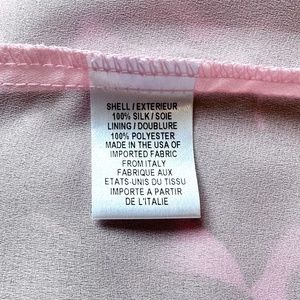 SHELL / EXTERIEUR
100% SILK / SOIE
LINING / DOUBLURE
100% POLYESTER
MADE IN THE USA OF
IMPORTED FABRIC
FROM ITALY
FABRIQUE AUX
ETATS-UNIS DU TISSU
IMPORTE A PARTIR
DE L'ITALIE